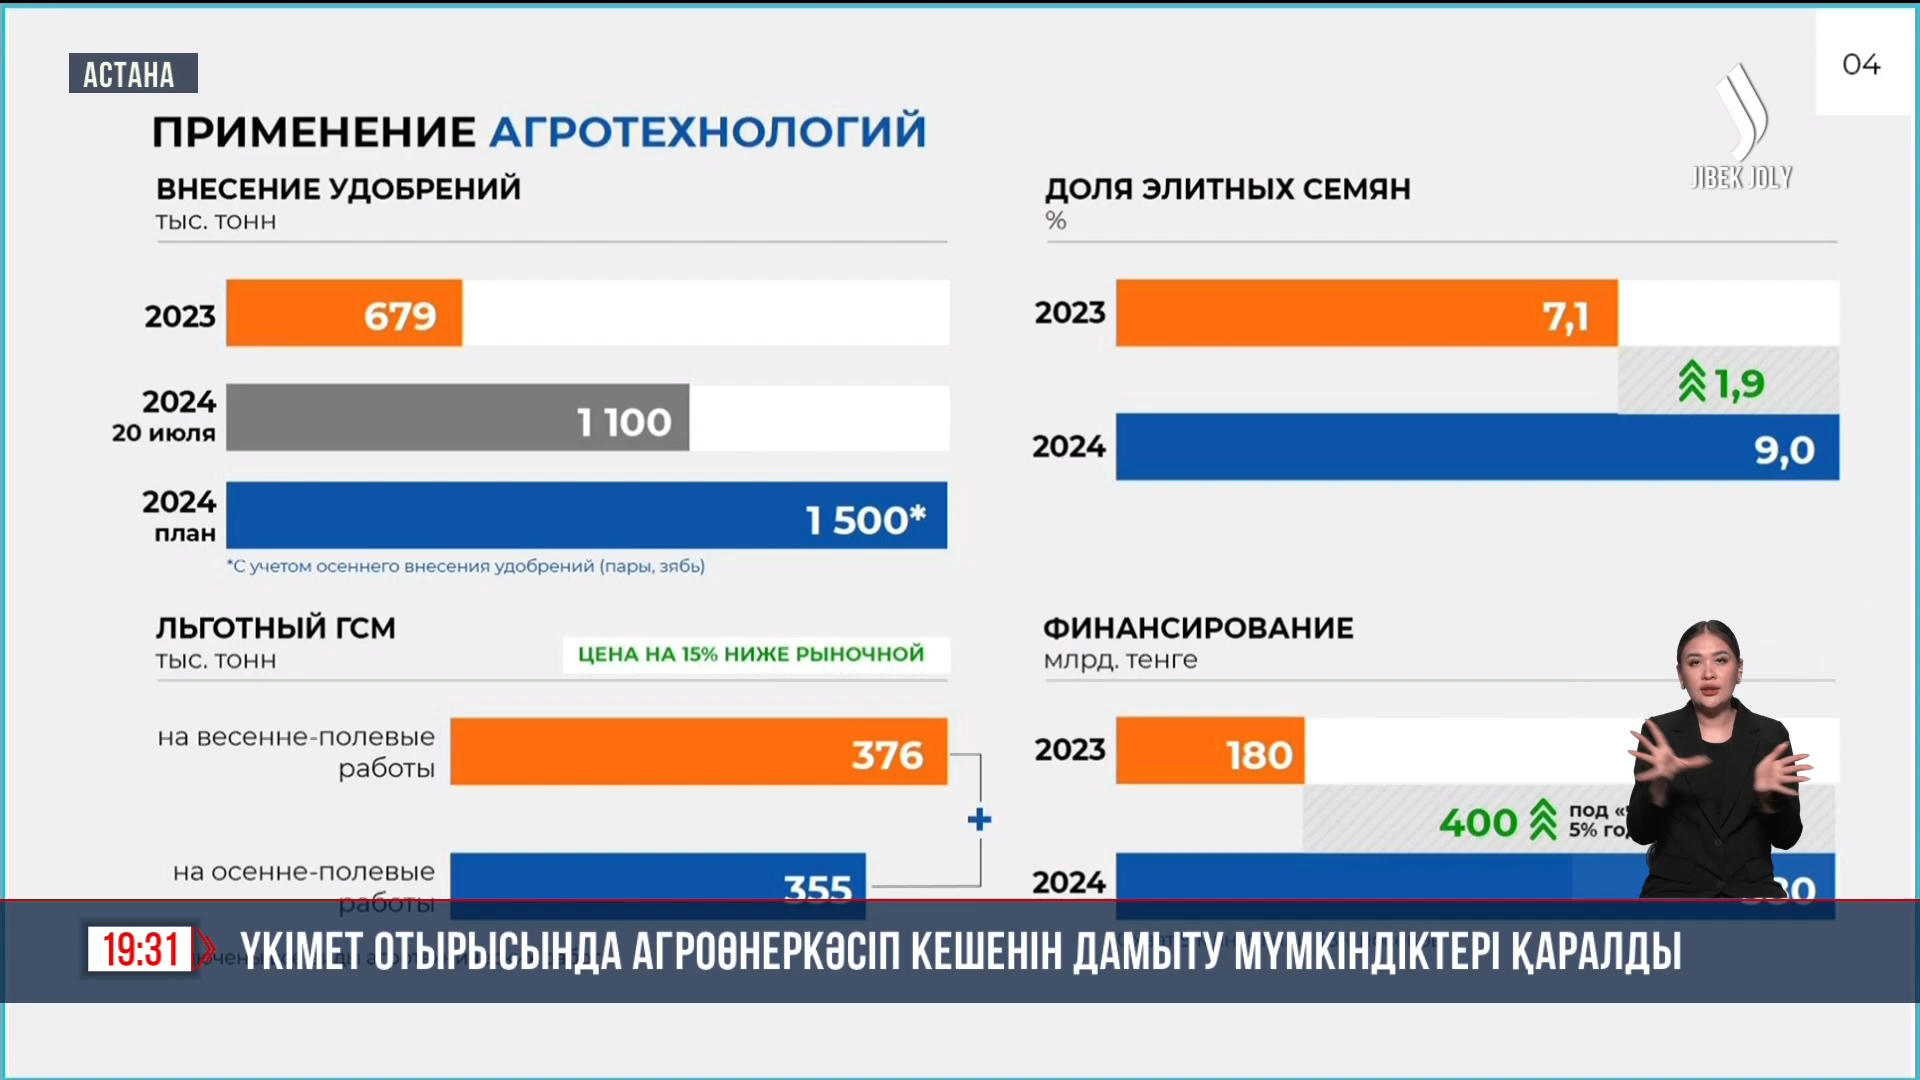 АСТАНА
04
JIBEK JOLY
ПРИМЕНЕНИЕ АГРОТЕХНОЛОГИЙ
ВНЕСЕНИЕ УДОБРЕНИЙ
тыс. тонн
2023
679
2024
20 июля
1 100
2024
план
1 500*
*С учетом осеннего внесения удобрений (пары, зябь)
ДОЛЯ ЭЛИТНЫХ СЕМЯН
%
2023
7,1
1,9
2024
9,0
ЛЬГОТНЫЙ ГСМ
тыс. тонн
ЦЕНА НА 15% НИЖЕ РЫНОЧНОЙ
на весенне-полевые
работы
376
+
на осенне-полевые
работы
355
ФИНАНСИРОВАНИЕ
млрд. тенге
2023
180
400
под
5%
2024
19:31
ҮКІМЕТ ОТЫРЫСЫНДА АГРОӨНЕРКӘСІП КЕШЕНІН ДАМЫТУ МҮМКІНДІКТЕРІ ҚАРАЛДЫ